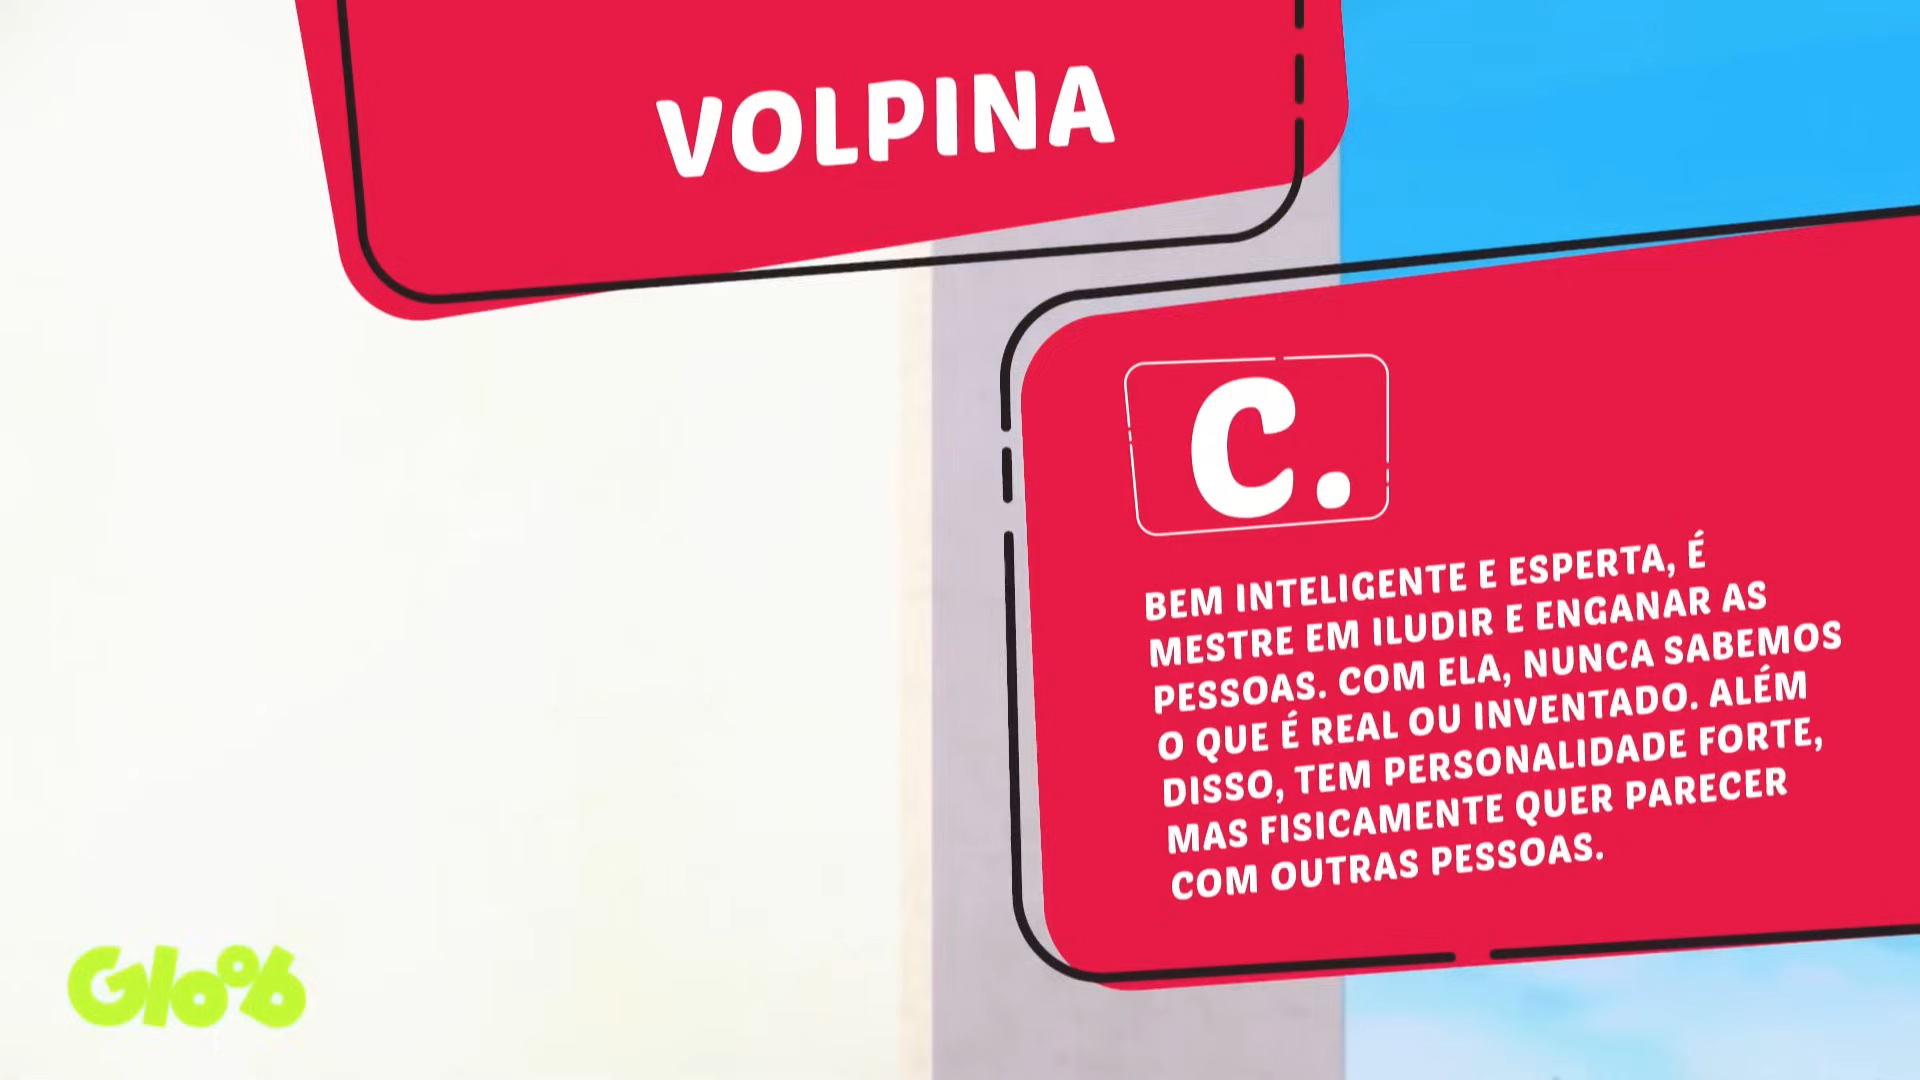 VOLPINA
C.
BEM INTELIGENTE E ESPERTA, É
MESTRE EM ILUDIR E ENGANAR AS
PESSOAS. COM ELA, NUNCA SABEMOS
O QUE É REAL OU INVENTADO. ALÉM
DISSO, TEM PERSONALIDADE FORTE,
MAS FISICAMENTE QUER PARECER
COM OUTRAS PESSOAS.
Gloob